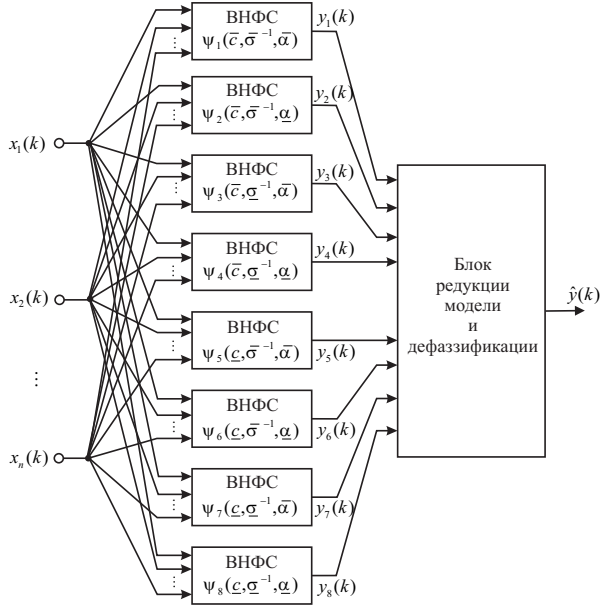 ВНФС
ψ₁(c̅,σ̅⁻¹,α̅)
y₁(k)
ВНФС
ψ₂(c̅,σ̅⁻¹,α̲)
y₂(k)
x₁(k)
ВНФС
ψ₃(c̅,σ̲⁻¹,α̅)
y₃(k)
ВНФС
ψ₄(c̅,σ̲⁻¹,α̲)
y₄(k)
x₂(k)
Блок
редукции
модели
и
дефаззификации
ŷ(k)
ВНФС
ψ₅(c̲,σ̅⁻¹,α̅)
y₅(k)
ВНФС
ψ₆(c̲,σ̅⁻¹,α̲)
y₆(k)
xₙ(k)
ВНФС
ψ₇(c̲,σ̲⁻¹,α̅)
y₇(k)
ВНФС
ψ₈(c̲,σ̲⁻¹,α̲)
y₈(k)